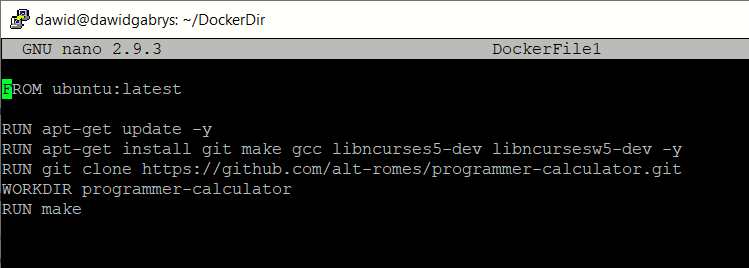 dawid@dawidgabrys: ~/DockerDir
GNU nano 2.9.3 DockerFile1
FROM ubuntu:latest
RUN apt-get update -y
RUN apt-get install git make gcc libncurses5-dev libncursesw5-dev -y
RUN git clone https://github.com/alt-romes/programmer-calculator.git
WORKDIR programmer-calculator
RUN make